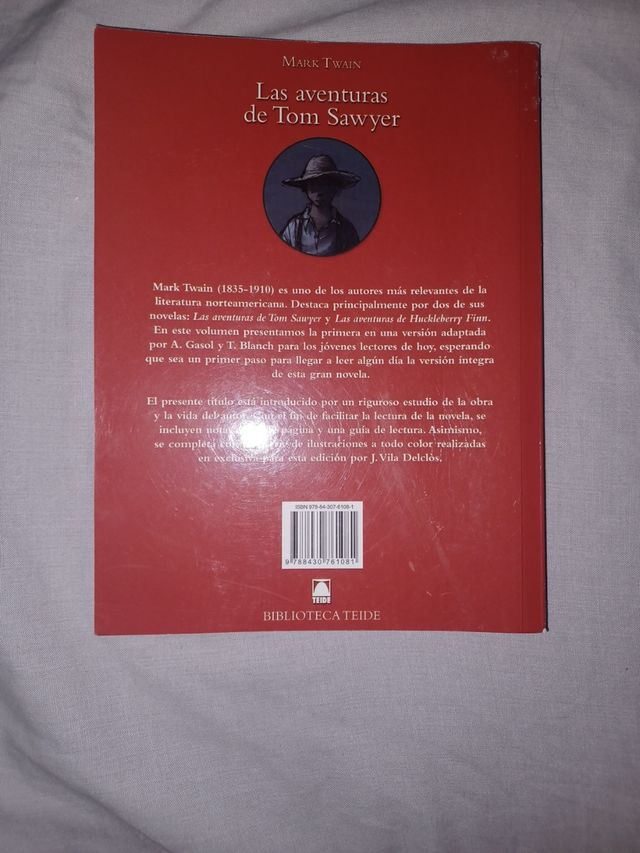 MARK TWAIN
Las aventuras
de Tom Sawyer
Mark Twain (1835-1910) es uno de los autores más relevantes de la
literatura norteamericana. Destaca principalmente por dos de sus
novelas: Las aventuras de Tom Sawyer y Las aventuras de Huckleberry Finn.
En este volumen presentamos la primera en una versión adaptada
por A. Gasol y T. Blanch para los jóvenes lectores de hoy, esperando
que sea un primer paso para llegar a leer algún día la versión íntegra
de esta gran novela.
El presente título está introducido por un riguroso estudio de la obra
y la vida del autor. Con el fin de facilitar la lectura de la novela, se
incluyen notas página y una guía de lectura. Asimismo,
se completa con de ilustraciones a todo color realizadas
en exclusiva para esta edición por J. Vila Delclòs.
ISBN 978-84-307-6108-1
9 788430 761081
TEIDE
BIBLIOTECA TEIDE